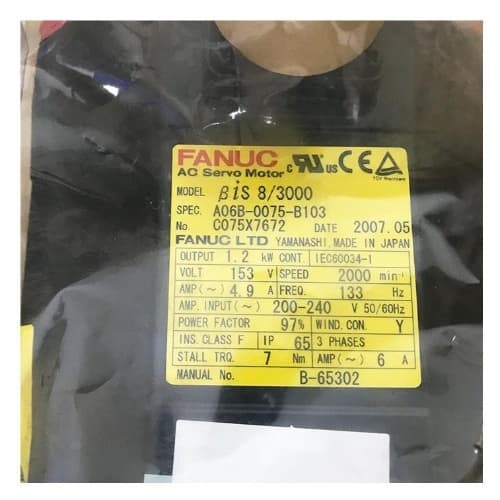 FANUC c RU us CE
AC Servo Motor
MODEL βiS 8/3000
SPEC. A06B-0075-B103
No. C075X7672 DATE 2007.05
FANUC LTD YAMANASHI, MADE IN JAPAN
OUTPUT 1.2 kW CONT. IEC60034-1
VOLT 153 V SPEED 2000 min⁻¹
AMP(~) 4.9 A FREQ. 133 Hz
AMP. INPUT(~) 200-240 V 50/60Hz
POWER FACTOR 97% WIND. CON. Y
INS. CLASS F IP 65 3 PHASES
STALL TRQ. 7 Nm AMP(~) 6 A
MANUAL No. B-65302